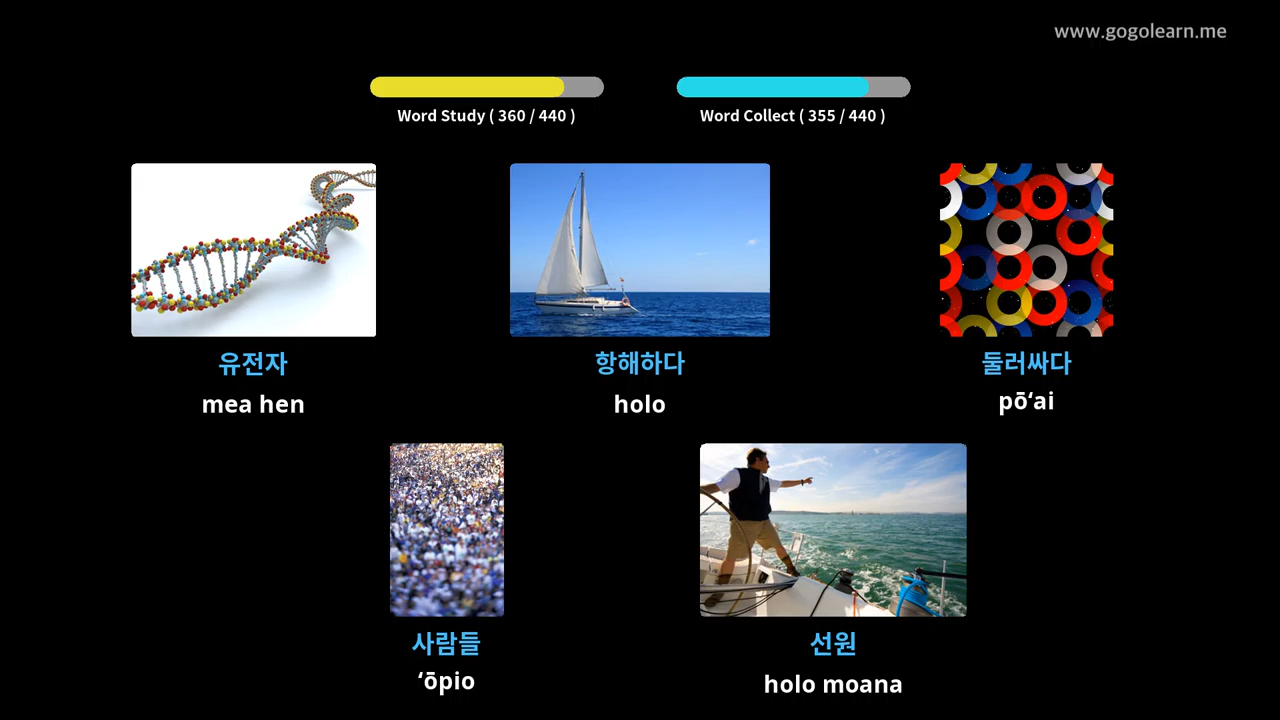 www.gogolearn.me
Word Study ( 360 / 440 )
Word Collect ( 355 / 440 )
유전자
mea hen
항해하다
holo
둘러싸다
pōʻai
사람들
ʻōpio
선원
holo moana